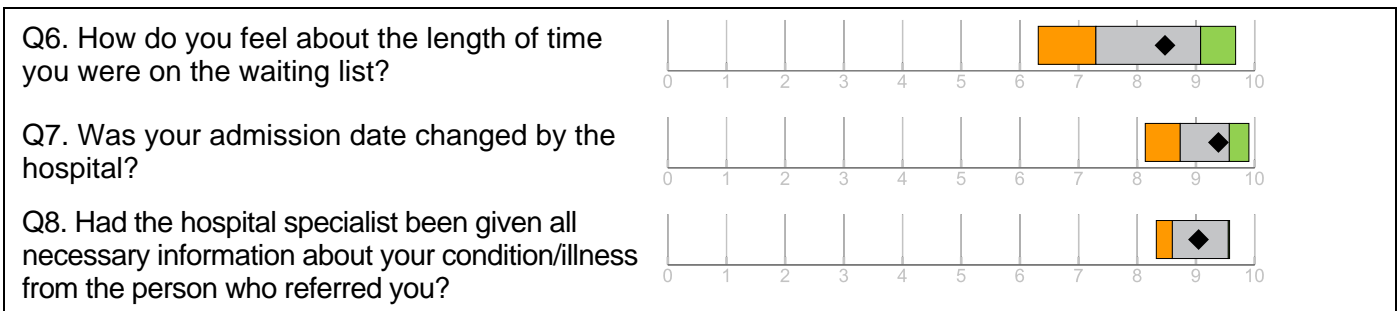 Q6. How do you feel about the length of time
you were on the waiting list?
0 1 2 3 4 5 6 7 8 9 10
Q7. Was your admission date changed by the
hospital?
0 1 2 3 4 5 6 7 8 9 10
Q8. Had the hospital specialist been given all
necessary information about your condition/illness
from the person who referred you?
0 1 2 3 4 5 6 7 8 9 10